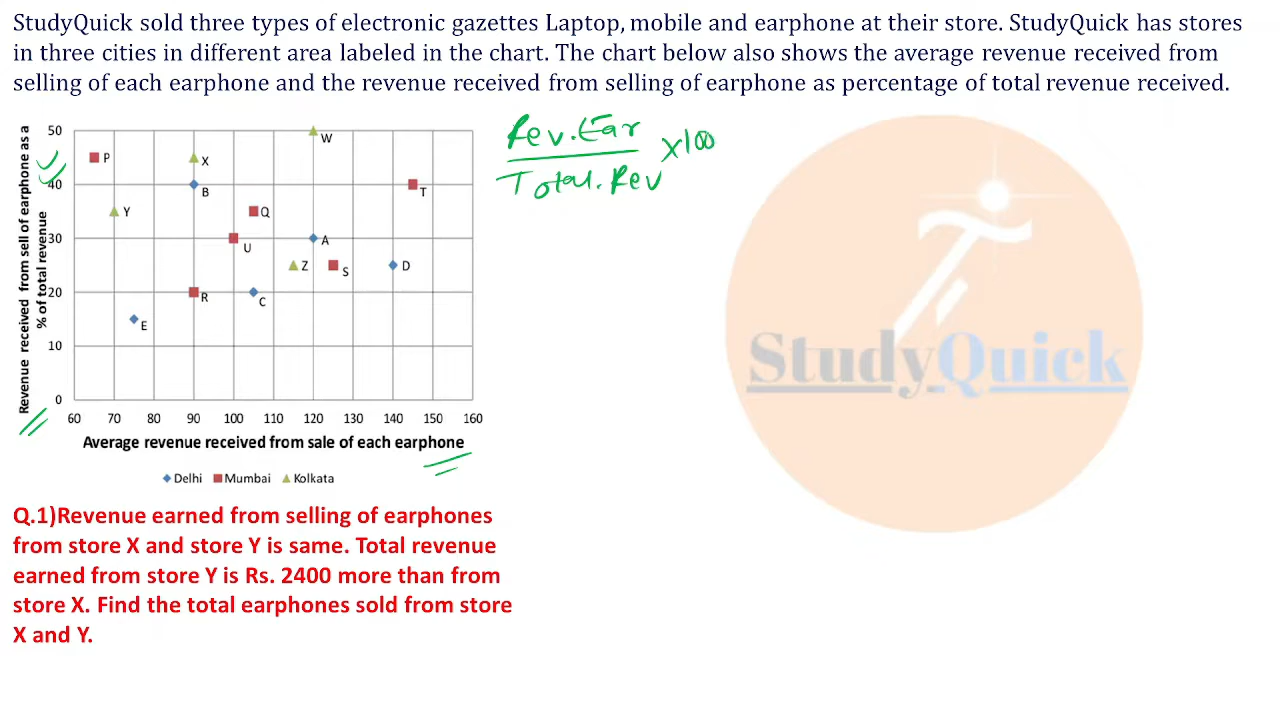 StudyQuick sold three types of electronic gazettes Laptop, mobile and earphone at their store. StudyQuick has stores
in three cities in different area labeled in the chart. The chart below also shows the average revenue received from
selling of each earphone and the revenue received from selling of earphone as percentage of total revenue received.
Revenue received from sell of earphone as a
% of total revenue
50
40
30
20
10
0
P
X
W
B
T
Y
Q
U
A
Z
S
D
R
C
E
60 70 80 90 100 110 120 130 140 150 160
Average revenue received from sale of each earphone
Delhi Mumbai Kolkata
Rev.Ear
Total.Rev
x100
StudyQuick
Q.1)Revenue earned from selling of earphones
from store X and store Y is same. Total revenue
earned from store Y is Rs. 2400 more than from
store X. Find the total earphones sold from store
X and Y.